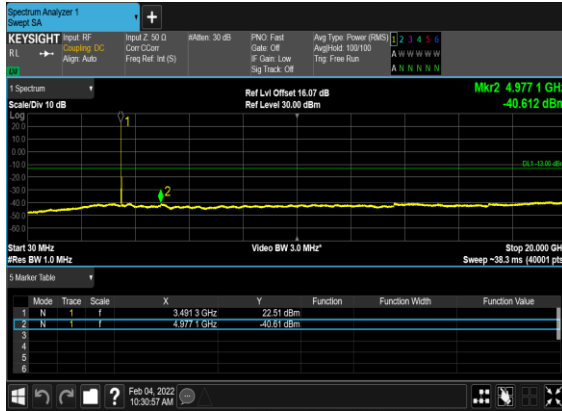 Spectrum Analyzer 1
Swept SA
+
KEYSIGHT Input: RF Input Z: 50 Ω #Atten: 30 dB PNO: Fast Avg Type: Power (RMS) 1 2 3 4 5 6
RL Coupling: DC Corr CCorr Gate: Off Avg|Hold: 100/100 A W W W W W
Align: Auto Freq Ref: Int (S) IF Gain: Low Trig: Free Run
LU Sig Track: Off A N N N N N
1 Spectrum Ref Lvl Offset 16.07 dB Mkr2 4.977 1 GHz
Scale/Div 10 dB Ref Level 30.00 dBm -40.612 dBm
Log 1
20.0
10.0
0.00
-10.0 DL1 -13.00 dBm
-20.0
-30.0 2
-40.0
-50.0
-60.0
Start 30 MHz Video BW 3.0 MHz* Stop 20.000 GHz
#Res BW 1.0 MHz Sweep ~38.3 ms (40001 pts)
5 Marker Table
Mode Trace Scale X Y Function Function Width Function Value
1 N 1 f 3.491 3 GHz 22.51 dBm
2 N 1 f 4.977 1 GHz -40.61 dBm
3
4
5
6
? Feb 04, 2022
10:30:57 AM